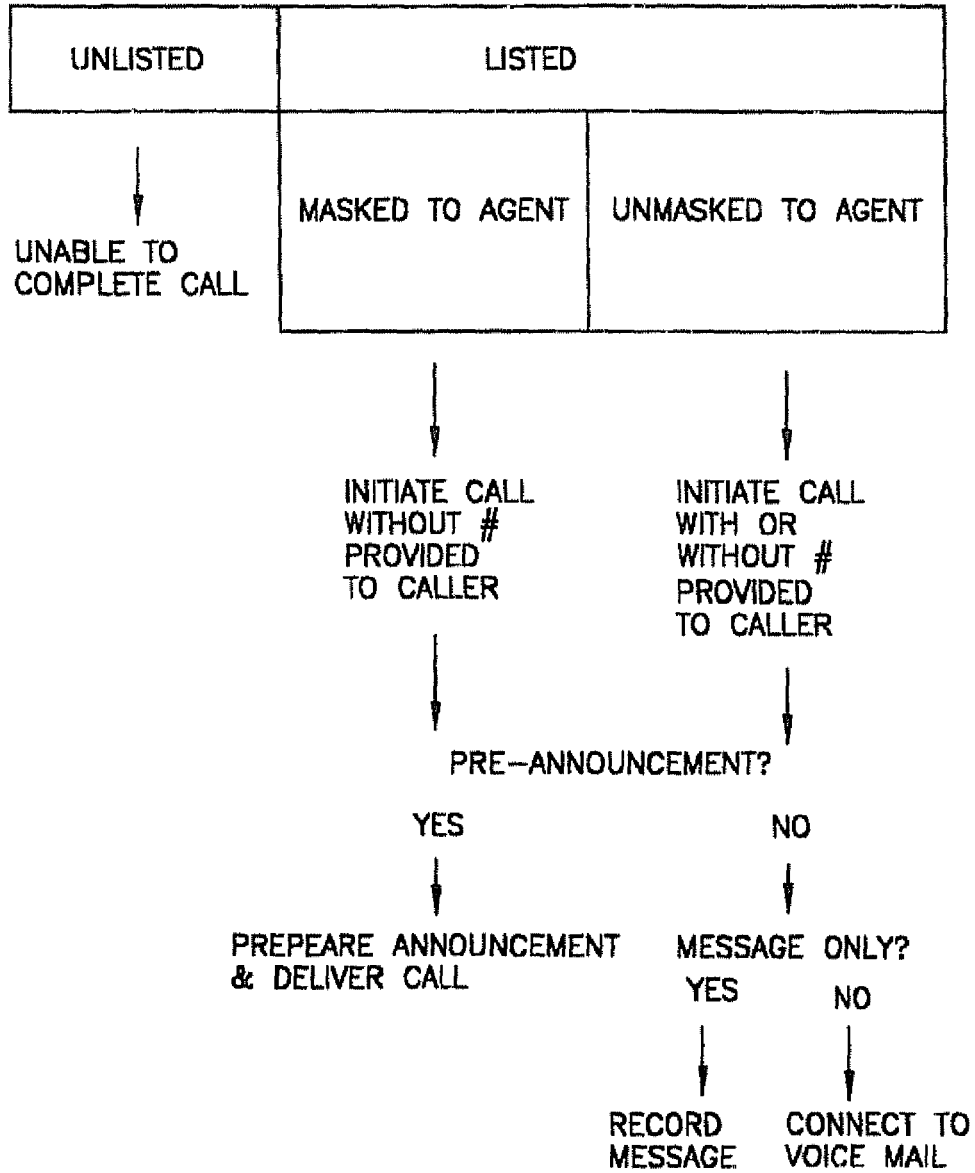 UNLISTED
LISTED
MASKED TO AGENT
UNMASKED TO AGENT
UNABLE TO
COMPLETE CALL
INITIATE CALL
WITHOUT #
PROVIDED
TO CALLER
INITIATE CALL
WITH OR
WITHOUT #
PROVIDED
TO CALLER
PRE-ANNOUNCEMENT?
YES
NO
PREPEARE ANNOUNCEMENT
& DELIVER CALL
MESSAGE ONLY?
YES
NO
RECORD
MESSAGE
CONNECT TO
VOICE MAIL